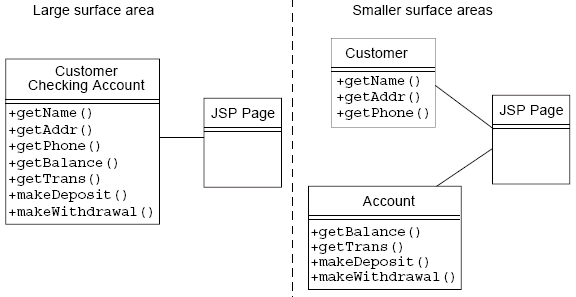 Large surface area
Customer
Checking Account
+getName()
+getAddr()
+getPhone()
+getBalance()
+getTrans()
+makeDeposit()
+makeWithdrawal()
JSP Page
Smaller surface areas
Customer
+getName()
+getAddr()
+getPhone()
JSP Page
Account
+getBalance()
+getTrans()
+makeDeposit()
+makeWithdrawal()